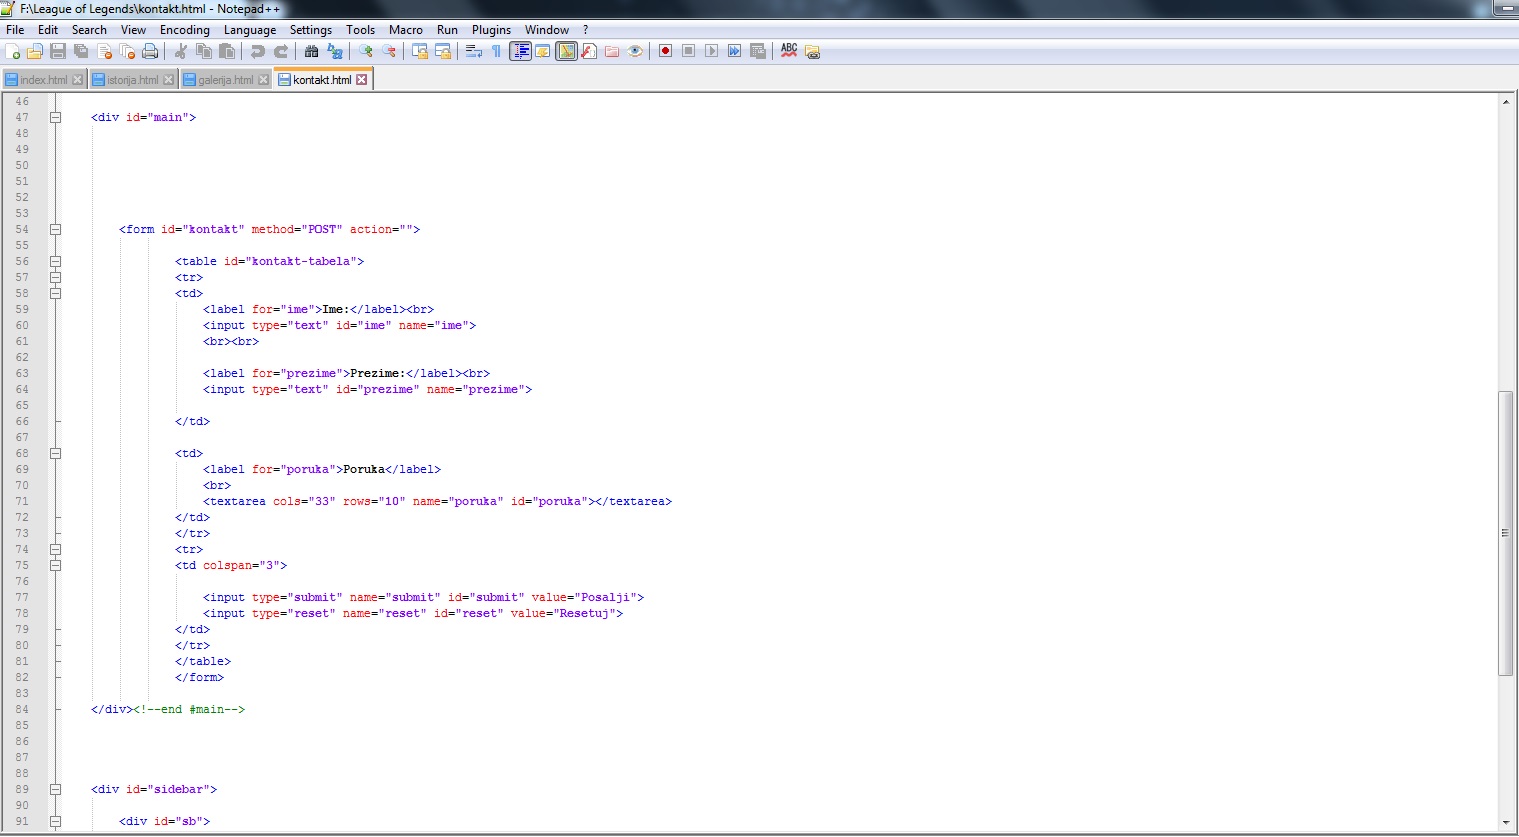 F:\League of Legends\kontakt.html - Notepad++
File Edit Search View Encoding Language Settings Tools Macro Run Plugins Window ?
index.html istorija.html galerija.html kontakt.html
46
47 <div id="main">
48
49
50
51
52
53
54 <form id="kontakt" method="POST" action="">
55
56 <table id="kontakt-tabela">
57 <tr>
58 <td>
59 <label for="ime">Ime:</label><br>
60 <input type="text" id="ime" name="ime">
61 <br><br>
62
63 <label for="prezime">Prezime:</label><br>
64 <input type="text" id="prezime" name="prezime">
65
66 </td>
67
68 <td>
69 <label for="poruka">Poruka</label>
70 <br>
71 <textarea cols="33" rows="10" name="poruka" id="poruka"></textarea>
72 </td>
73 </tr>
74 <tr>
75 <td colspan="3">
76
77 <input type="submit" name="submit" id="submit" value="Posalji">
78 <input type="reset" name="reset" id="reset" value="Resetuj">
79 </td>
80 </tr>
81 </table>
82 </form>
83
84 </div><!--end #main-->
85
86
87
88
89 <div id="sidebar">
90
91 <div id="sb">